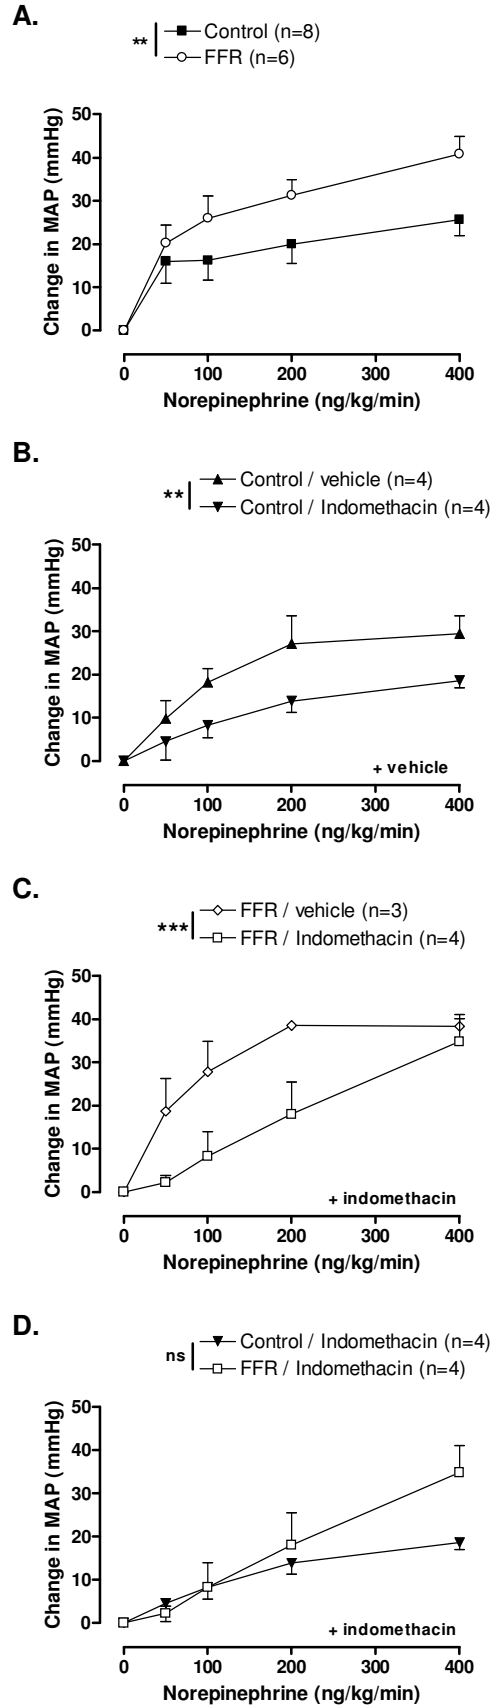 A.
** Control (n=8)
FFR (n=6)
Change in MAP (mmHg)
50
40
30
20
10
0
0 100 200 300 400
Norepinephrine (ng/kg/min)
B.
Control / vehicle (n=4)
** Control / Indomethacin (n=4)
Change in MAP (mmHg)
50
40
30
20
10
0
+ vehicle
0 100 200 300 400
Norepinephrine (ng/kg/min)
C.
FFR / vehicle (n=3)
*** FFR / Indomethacin (n=4)
Change in MAP (mmHg)
50
40
30
20
10
0
+ indomethacin
0 100 200 300 400
Norepinephrine (ng/kg/min)
D.
ns Control / Indomethacin (n=4)
FFR / Indomethacin (n=4)
Change in MAP (mmHg)
50
40
30
20
10
0
+ indomethacin
0 100 200 300 400
Norepinephrine (ng/kg/min)